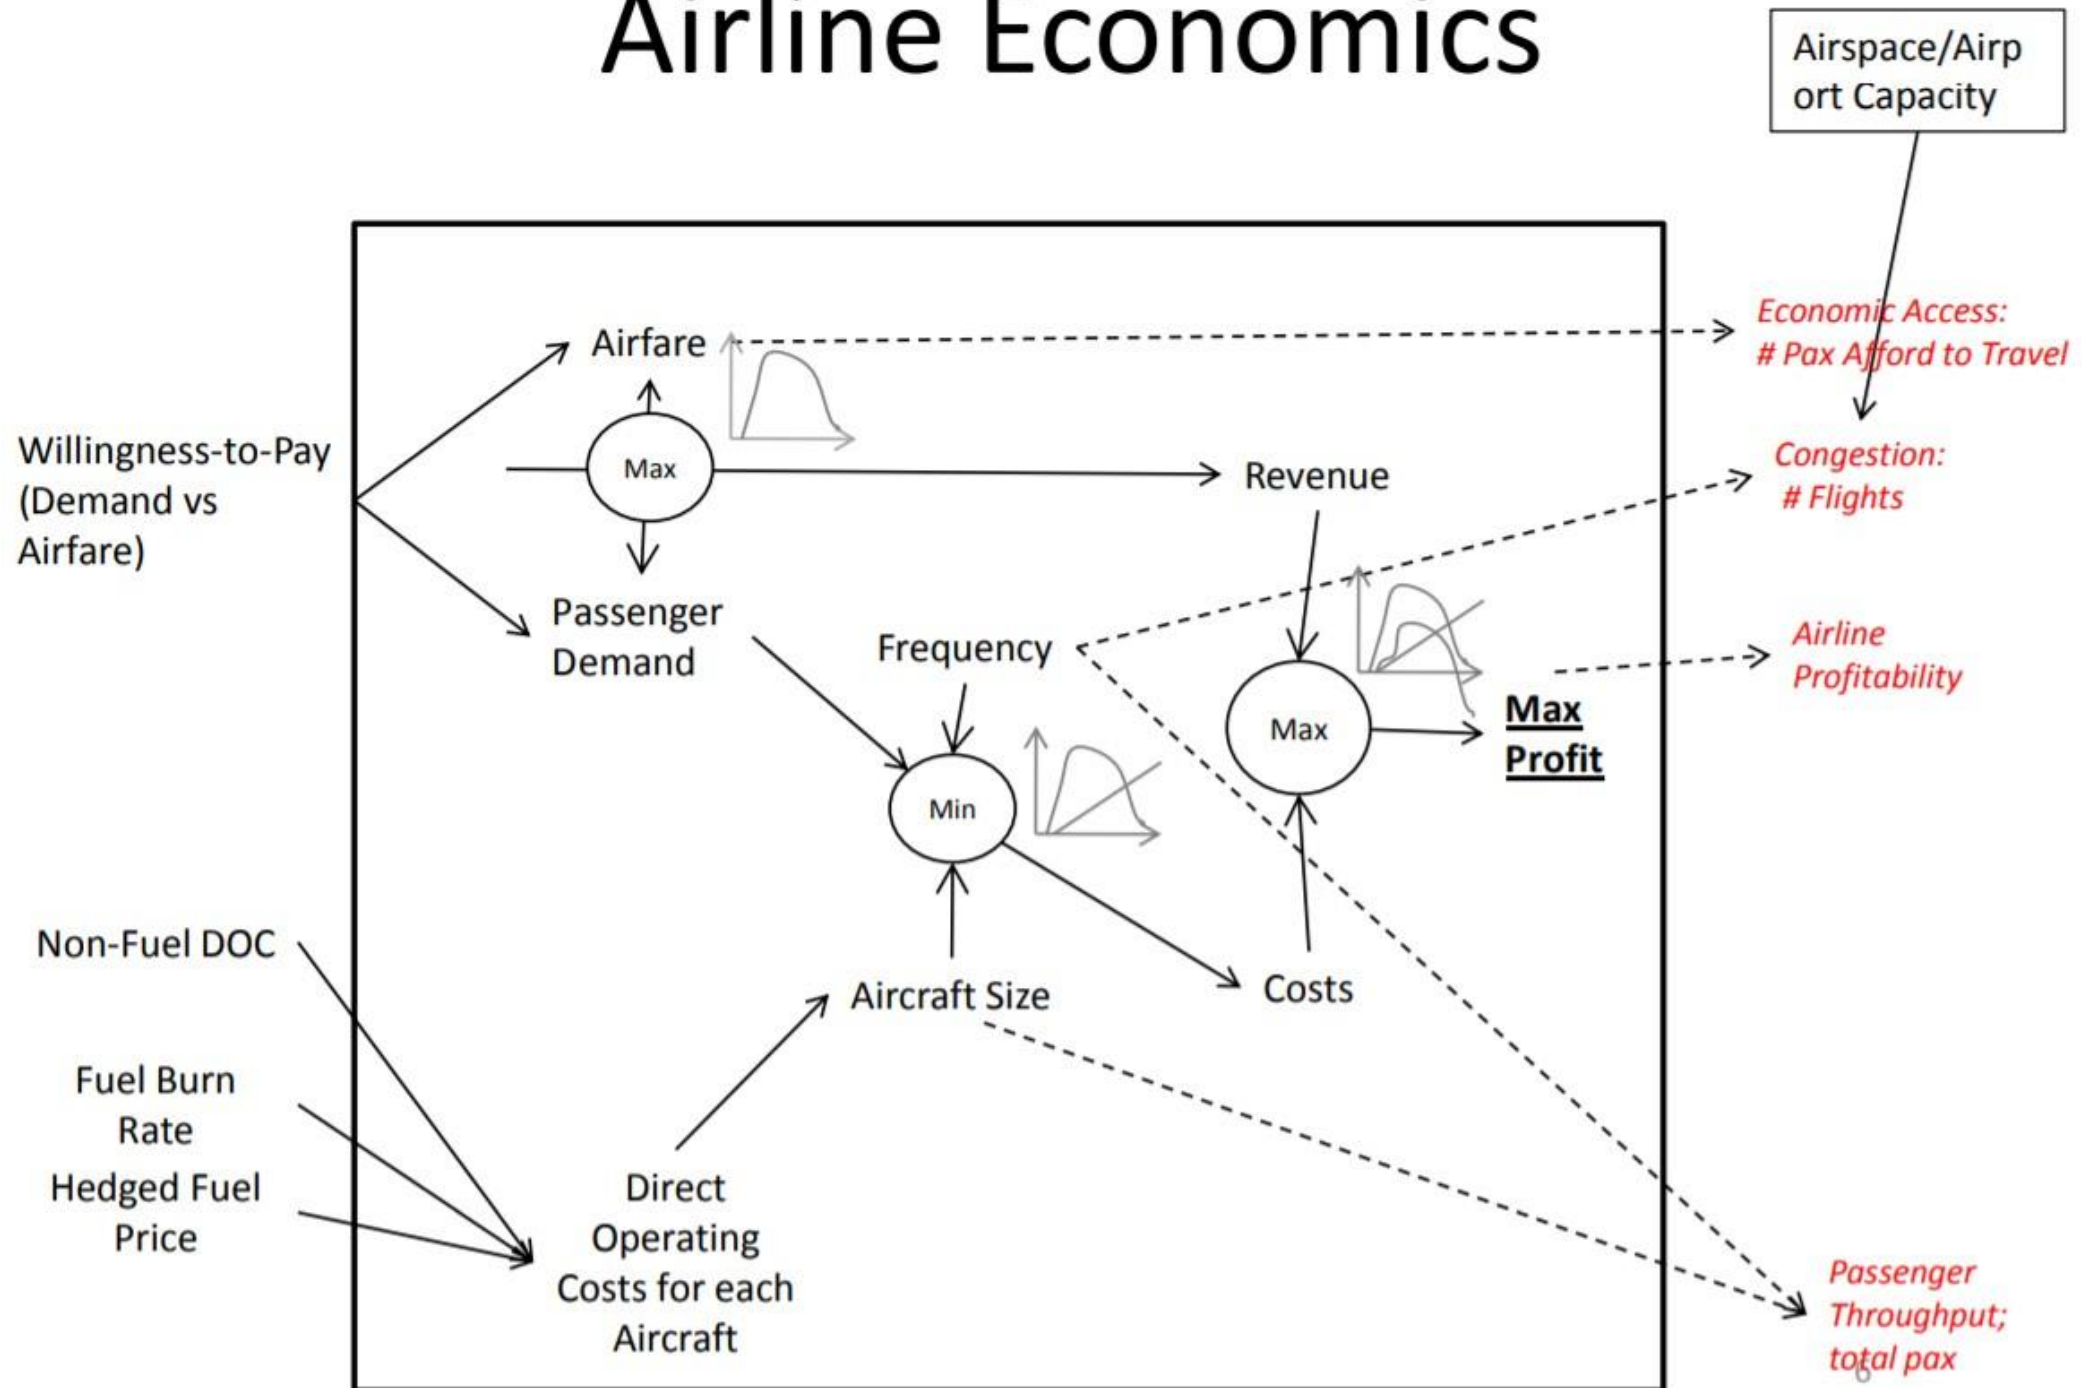 Airline Economics
Airspace/Airp
ort Capacity
Economic Access:
# Pax Afford to Travel
Airfare
Willingness-to-Pay
(Demand vs
Airfare)
Max
Revenue
Congestion:
# Flights
Passenger
Demand
Frequency
Airline
Profitability
Max
Max
Profit
Min
Non-Fuel DOC
Aircraft Size
Costs
Fuel Burn
Rate
Hedged Fuel
Price
Direct
Operating
Costs for each
Aircraft
Passenger
Throughput;
total pax
6